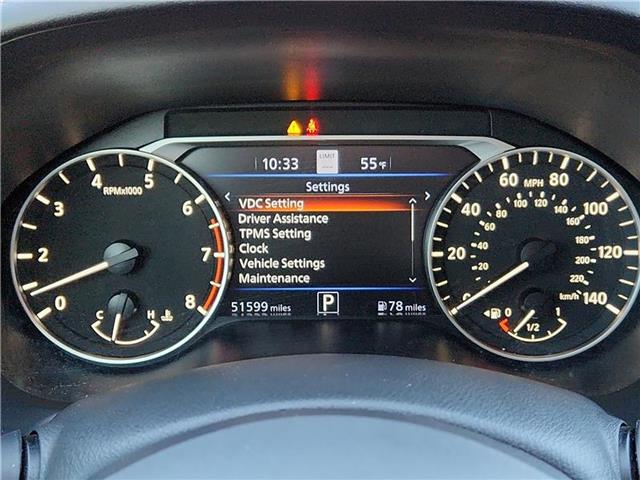 10:33 LIMIT 55°F
Settings
VDC Setting
Driver Assistance
TPMS Setting
Clock
Vehicle Settings
Maintenance
51599 miles P 78 miles
RPMx1000
0
1
2
3
4
5
6
7
8
C H
MPH
0
20
40
60
80
100
120
140
20
40
60
80
100
120
140
160
180
200
220
km/h
0 1/2 1